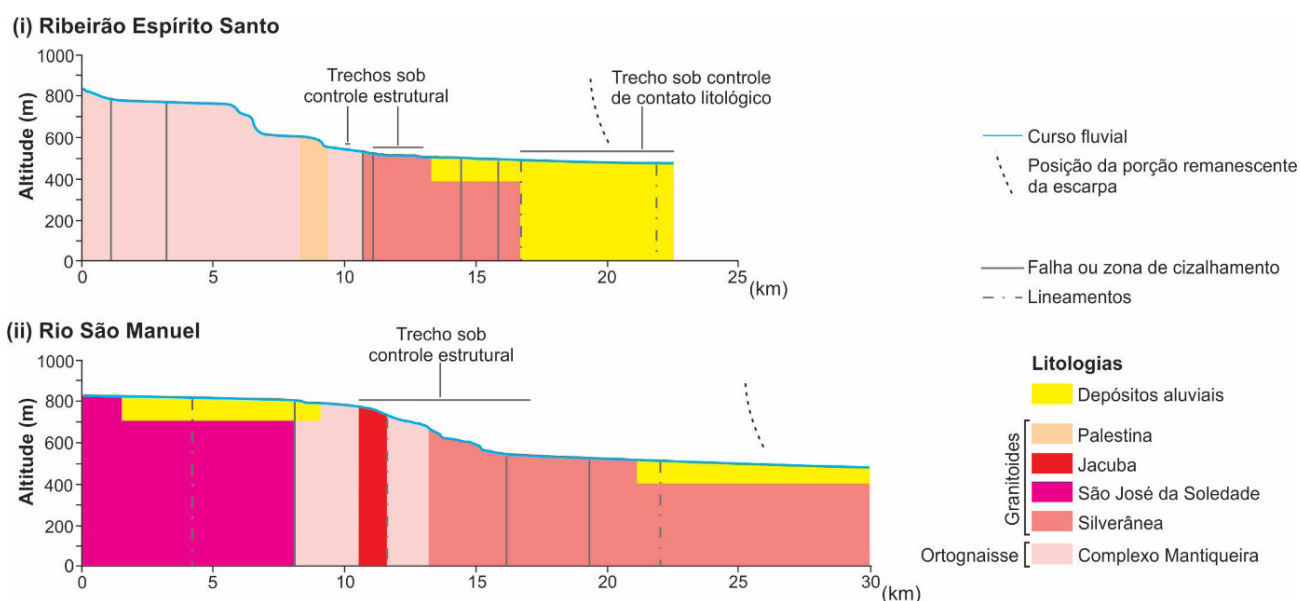 (i) Ribeirão Espírito Santo
1000
800
600
400
200
0
Altitude (m)
Trechos sob
controle estrutural
Trecho sob controle
de contato litológico
0
5
10
15
20
25
(km)
Curso fluvial
Posição da porção remanescente
da escarpa
Falha ou zona de cizalhamento
Lineamentos
(ii) Rio São Manuel
1000
800
600
400
200
0
Altitude (m)
Trecho sob
controle estrutural
0
5
10
15
20
25
30
(km)
Litologias
Depósitos aluviais
Granitoides
Palestina
Jacuba
São José da Soledade
Silverânea
Ortognaisse
Complexo Mantiqueira